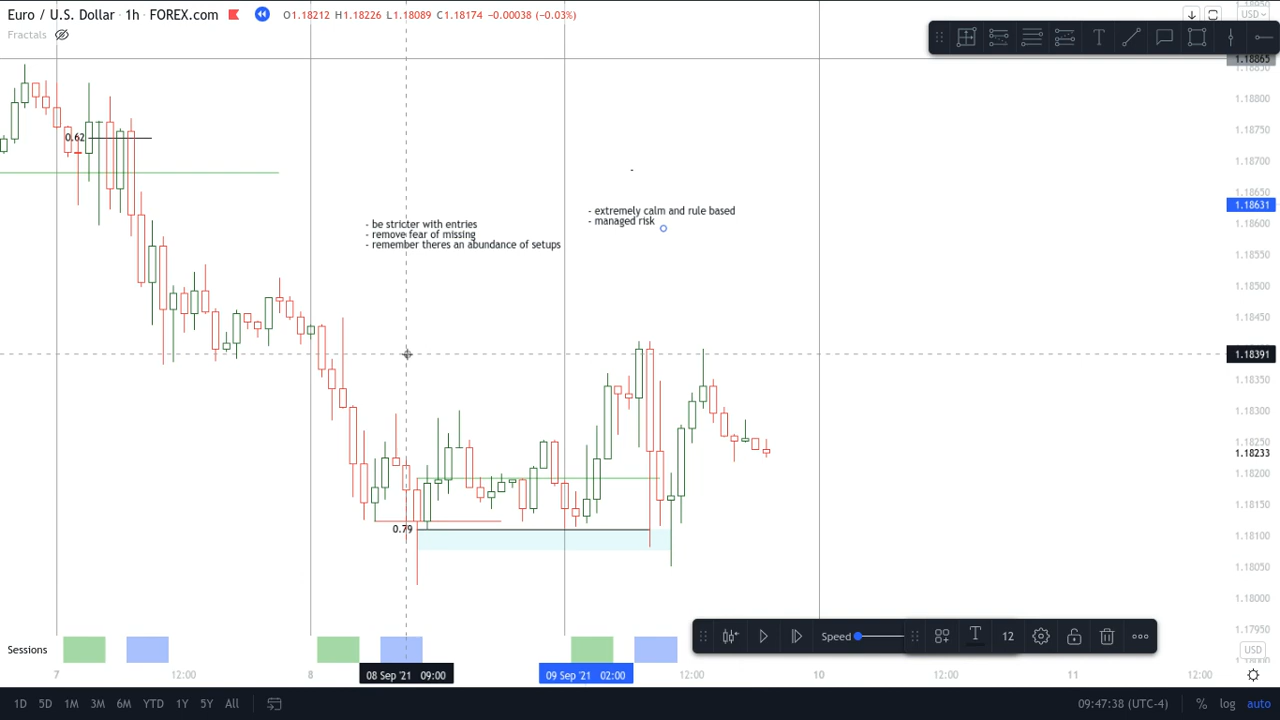 Euro / U.S. Dollar · 1h · FOREX.com O1.18212 H1.18226 L1.18089 C1.18174 −0.00038 (−0.03%)
Fractals
USD
1.18865
1.18800
1.18750
1.18700
1.18650
1.18631
1.18600
1.18550
1.18500
1.18450
1.18391
1.18350
1.18300
1.18250
1.18233
1.18200
1.18150
1.18100
1.18050
1.18000
1.17950
USD
0.62
- be stricter with entries
- remove fear of missing
- remember theres an abundance of setups
-
- extremely calm and rule based
- managed risk
0.79
Speed
T
12
Sessions
7 12:00 8 08 Sep '21 09:00 09 Sep '21 02:00 12:00 10 12:00 11 12:00
1D 5D 1M 3M 6M YTD 1Y 5Y All 09:47:38 (UTC-4) % log auto